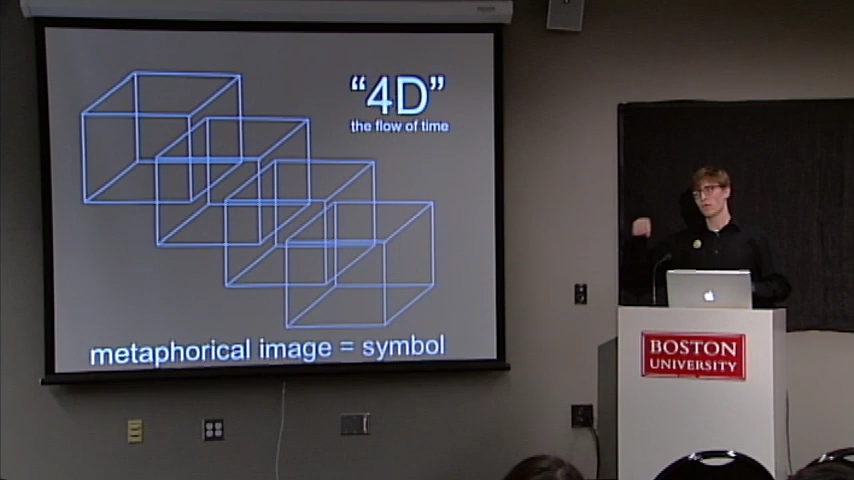 “4D”
the flow of time
metaphorical image = symbol
BOSTON
UNIVERSITY